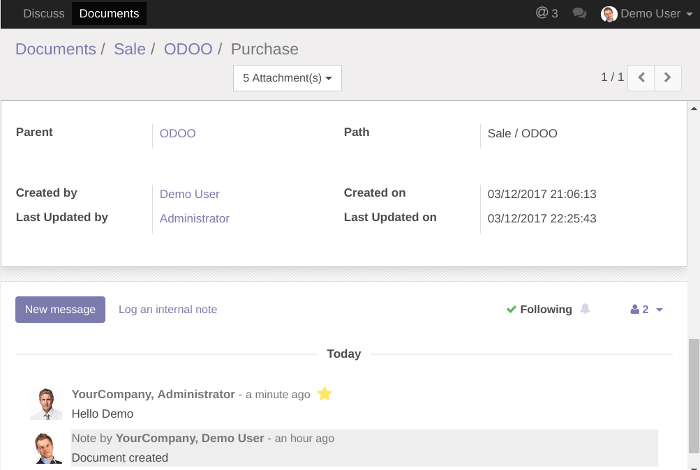 Discuss Documents @ 3 Demo User
Documents / Sale / ODOO / Purchase
5 Attachment(s) 1 / 1
Parent ODOO Path Sale / ODOO
Created by Demo User Created on 03/12/2017 21:06:13
Last Updated by Administrator Last Updated on 03/12/2017 22:25:43
New message Log an internal note Following 2
Today
YourCompany, Administrator - a minute ago
Hello Demo
Note by YourCompany, Demo User - an hour ago
Document created